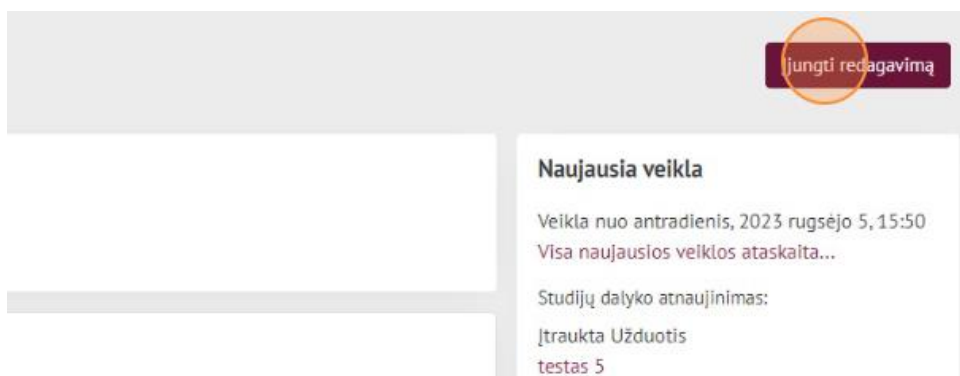 Įjungti redagavimą
Naujausia veikla
Veikla nuo antradienis, 2023 rugsėjo 5, 15:50
Visa naujausios veiklos ataskaita...
Studijų dalyko atnaujinimas:
Įtraukta Užduotis
testas 5